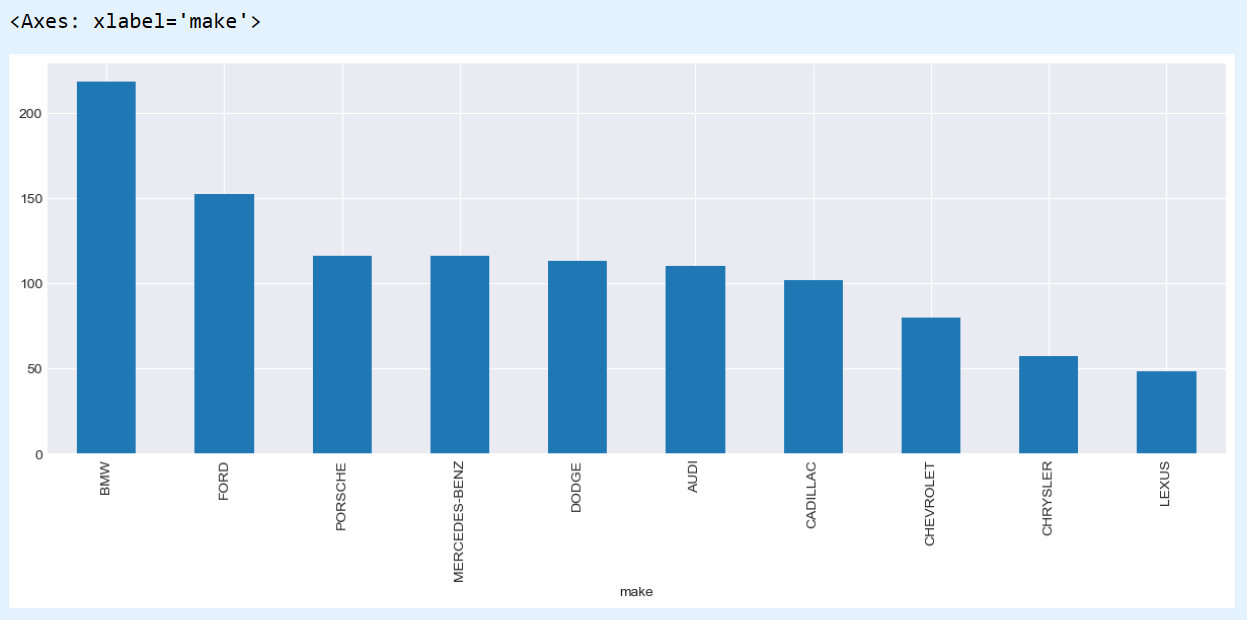 <Axes: xlabel='make'>
200
150
100
50
0
BMW
FORD
PORSCHE
MERCEDES-BENZ
DODGE
AUDI
CADILLAC
CHEVROLET
CHRYSLER
LEXUS
make